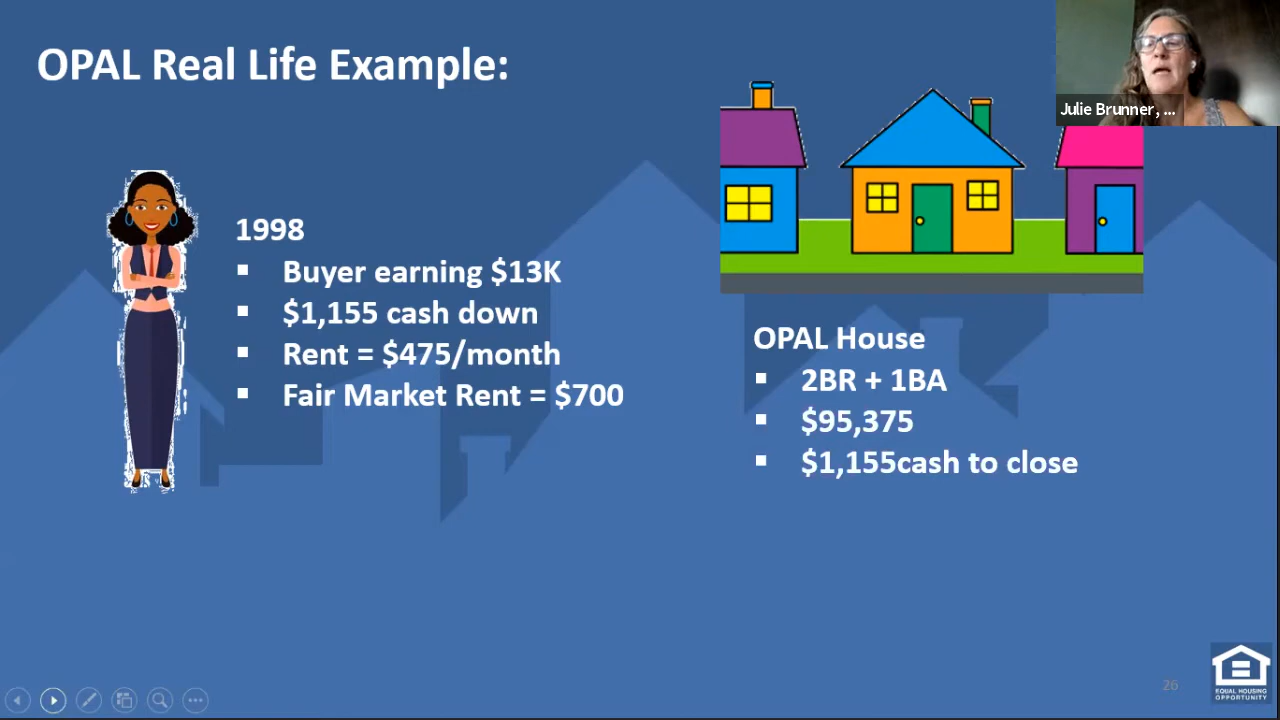 OPAL Real Life Example:
Julie Brunner, ...
1998
▪ Buyer earning $13K
▪ $1,155 cash down
▪ Rent = $475/month
▪ Fair Market Rent = $700
OPAL House
▪ 2BR + 1BA
▪ $95,375
▪ $1,155cash to close
26
EQUAL HOUSING
OPPORTUNITY